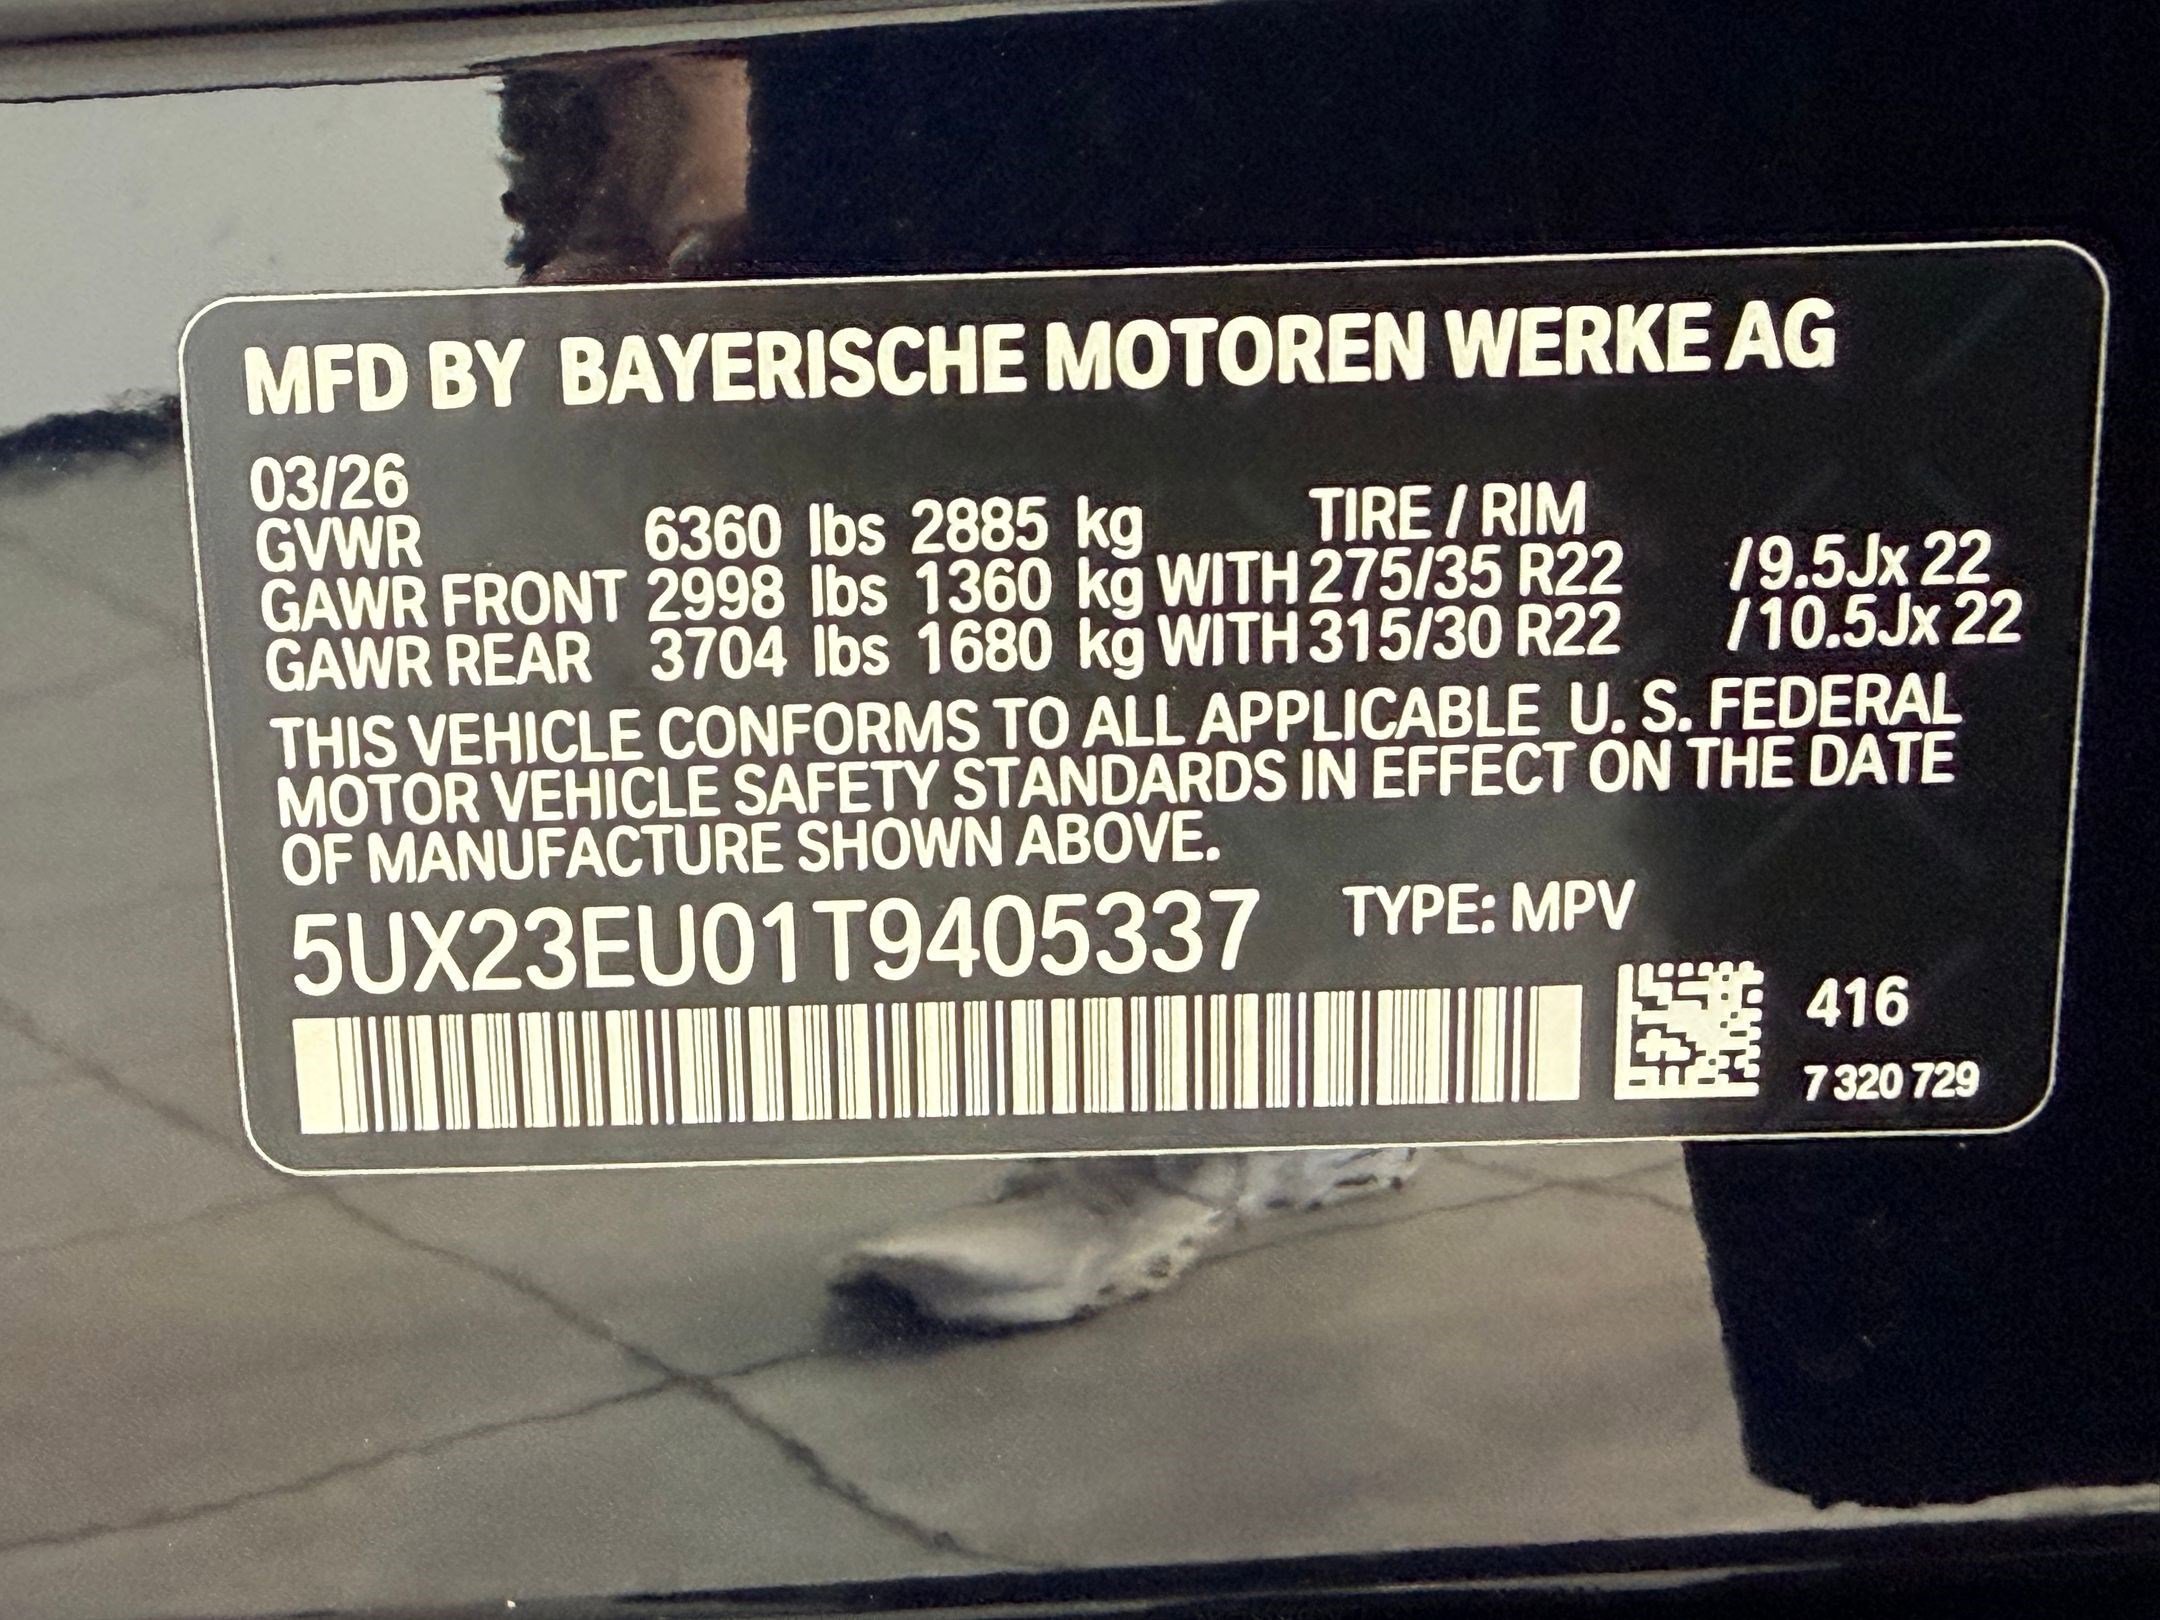 MFD BY BAYERISCHE MOTOREN WERKE AG
03/26
TIRE / RIM
GVWR 6360 lbs 2885 kg
GAWR FRONT 2998 lbs 1360 kg WITH 275/35 R22 /9.5Jx 22
GAWR REAR 3704 lbs 1680 kg WITH 315/30 R22 /10.5Jx 22
THIS VEHICLE CONFORMS TO ALL APPLICABLE U. S. FEDERAL
MOTOR VEHICLE SAFETY STANDARDS IN EFFECT ON THE DATE
OF MANUFACTURE SHOWN ABOVE.
5UX23EU01T9405337 TYPE: MPV
416
7 320 729